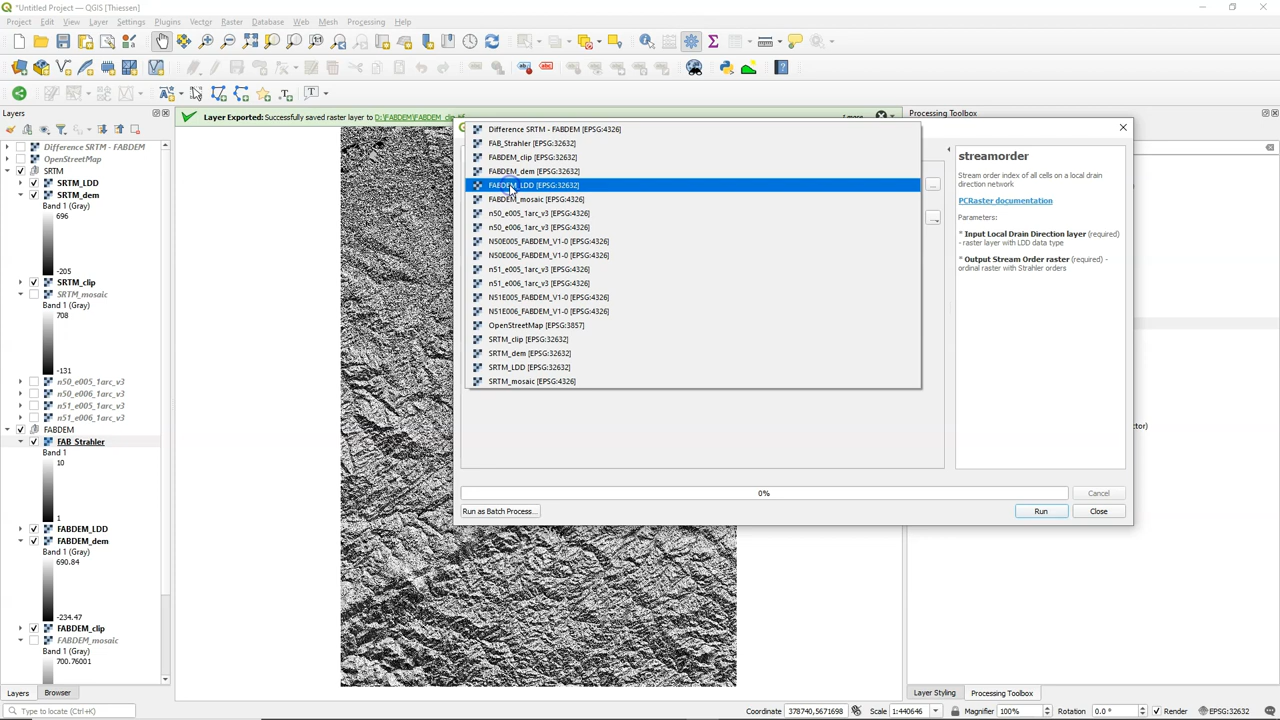 *Untitled Project — QGIS [Thiessen]
Project Edit View Layer Settings Plugins Vector Raster Database Web Mesh Processing Help
Layers
Difference SRTM - FABDEM
OpenStreetMap
SRTM
SRTM_LDD
SRTM_dem
Band 1 (Gray)
696
-205
SRTM_clip
SRTM_mosaic
Band 1 (Gray)
708
-131
n50_e005_1arc_v3
n50_e006_1arc_v3
n51_e005_1arc_v3
n51_e006_1arc_v3
FABDEM
FAB Strahler
Band 1
10
1
FABDEM_LDD
FABDEM_dem
Band 1 (Gray)
690.84
-234.47
FABDEM_clip
FABDEM_mosaic
Band 1 (Gray)
700.76001
Layers Browser
Layer Exported: Successfully saved raster layer to D:\FABDEM\FABDEM
Difference SRTM - FABDEM [EPSG:4326]
FAB_Strahler [EPSG:32632]
FABDEM_clip [EPSG:32632]
FABDEM_dem [EPSG:32632]
FABDEM_LDD [EPSG:32632]
FABDEM_mosaic [EPSG:4326]
n50_e005_1arc_v3 [EPSG:4326]
n50_e006_1arc_v3 [EPSG:4326]
N50E005_FABDEM_V1-0 [EPSG:4326]
N50E006_FABDEM_V1-0 [EPSG:4326]
n51_e005_1arc_v3 [EPSG:4326]
n51_e006_1arc_v3 [EPSG:4326]
N51E005_FABDEM_V1-0 [EPSG:4326]
N51E006_FABDEM_V1-0 [EPSG:4326]
OpenStreetMap [EPSG:3857]
SRTM_clip [EPSG:32632]
SRTM_dem [EPSG:32632]
SRTM_LDD [EPSG:32632]
SRTM_mosaic [EPSG:4326]
0%
Cancel
Run as Batch Process...
Run
Close
Processing Toolbox
streamorder
Stream order index of all cells on a local drain
direction network
PCRaster documentation
Parameters:
* Input Local Drain Direction layer (required)
- raster layer with LDD data type
* Output Stream Order raster (required) -
ordinal raster with Strahler orders
tor)
Layer Styling Processing Toolbox
Type to locate (Ctrl+K)
Coordinate 378740,5671698 Scale 1:440646 Magnifier 100% Rotation 0.0 ° Render EPSG:32632